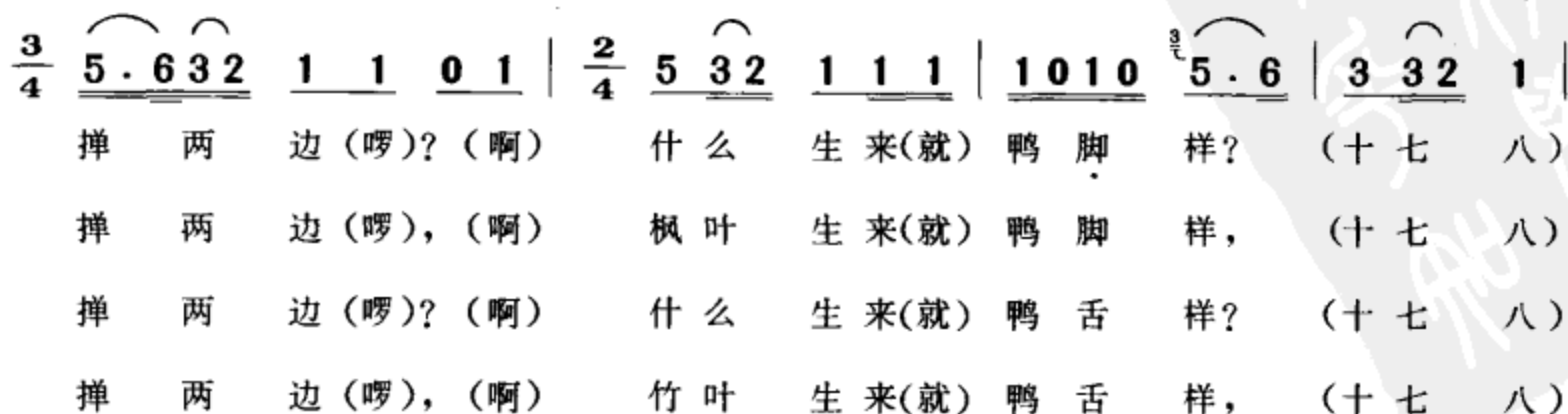 3/4 5·632 1 1 0 1 | 2/4 5 32 1 1 1 | 1010 3 5·6 | 3 32 1 |
掸 两 边(啰)?(啊) 什么 生来(就) 鸭脚 样? (十七 八)
掸 两 边(啰),(啊) 枫叶 生来(就) 鸭脚 样, (十七 八)
掸 两 边(啰)?(啊) 什么 生来(就) 鸭舌 样? (十七 八)
掸 两 边(啰),(啊) 竹叶 生来(就) 鸭舌 样, (十七 八)